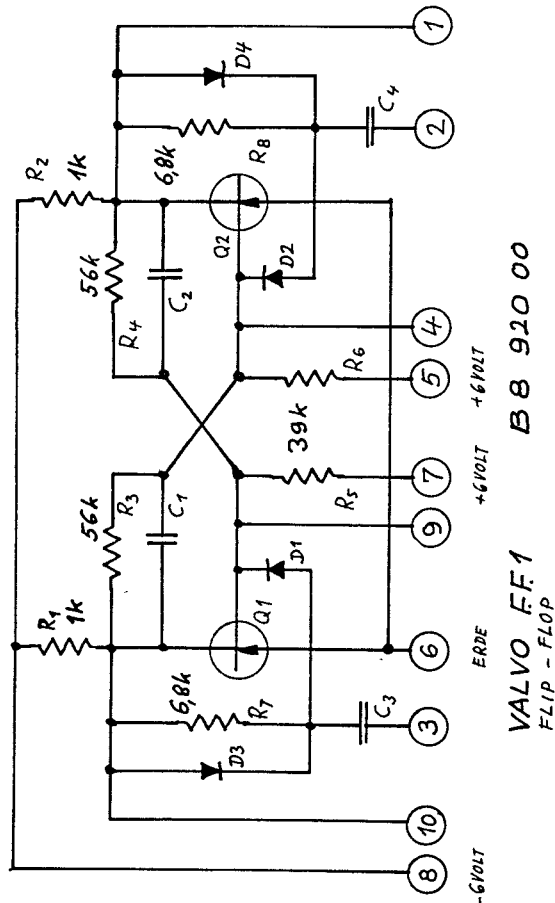 R₁ 1k
R₂ 1k
56k
R₃
56k
R₄
C₁
C₂
6,8k
R₇
D3
Q1
D1
Q2
D2
6,8k
R₈
D4
C₃
R₅
39k
R₆
C₄
8
10
3
6
9
7
5
4
2
1
-6VOLT
ERDE
+6VOLT
+6VOLT
VALVO F.F.1 B8 920 00
FLIP-FLOP